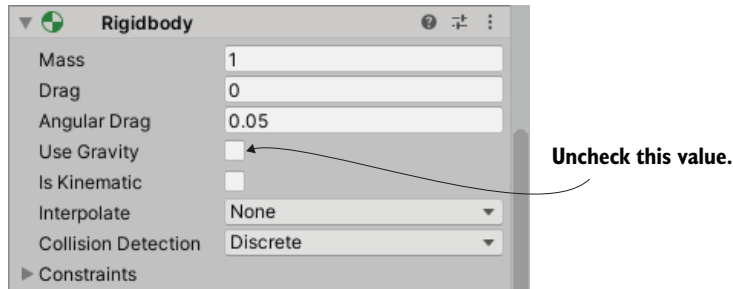 Rigidbody
Mass 1
Drag 0
Angular Drag 0.05
Use Gravity
Uncheck this value.
Is Kinematic
Interpolate None
Collision Detection Discrete
Constraints